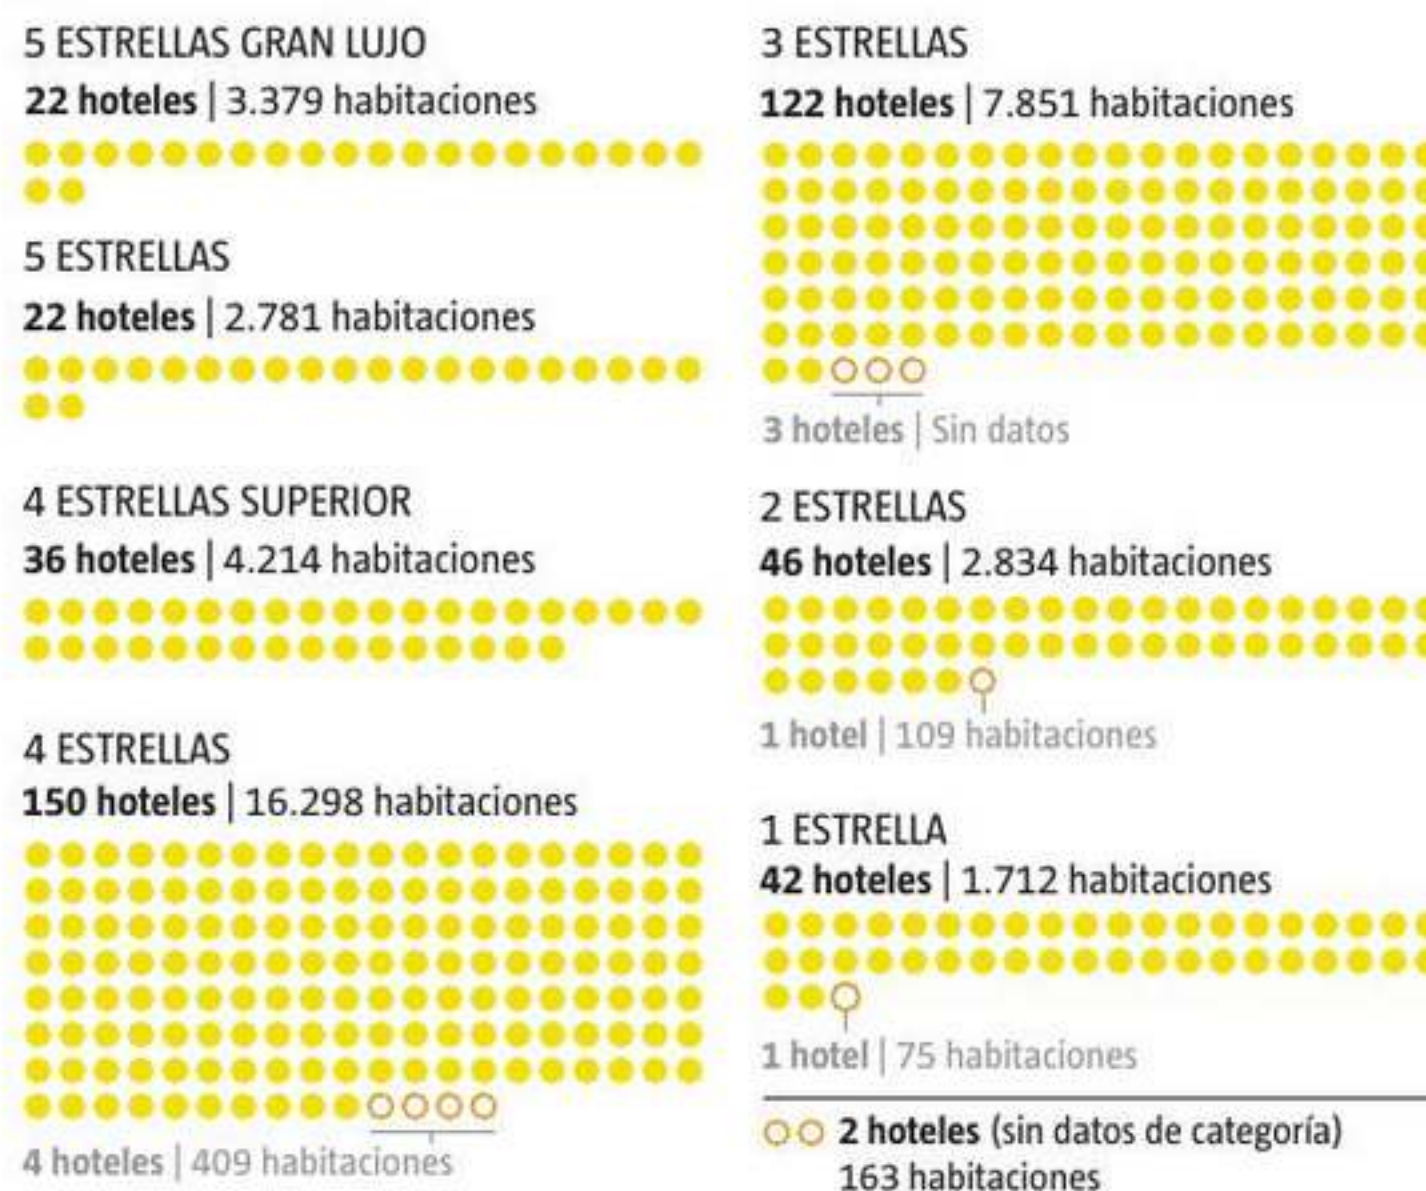 5 ESTRELLAS GRAN LUJO
22 hoteles | 3.379 habitaciones
5 ESTRELLAS
22 hoteles | 2.781 habitaciones
4 ESTRELLAS SUPERIOR
36 hoteles | 4.214 habitaciones
4 ESTRELLAS
150 hoteles | 16.298 habitaciones
4 hoteles | 409 habitaciones
3 ESTRELLAS
122 hoteles | 7.851 habitaciones
3 hoteles | Sin datos
2 ESTRELLAS
46 hoteles | 2.834 habitaciones
1 hotel | 109 habitaciones
1 ESTRELLA
42 hoteles | 1.712 habitaciones
1 hotel | 75 habitaciones
2 hoteles (sin datos de categoría)
163 habitaciones